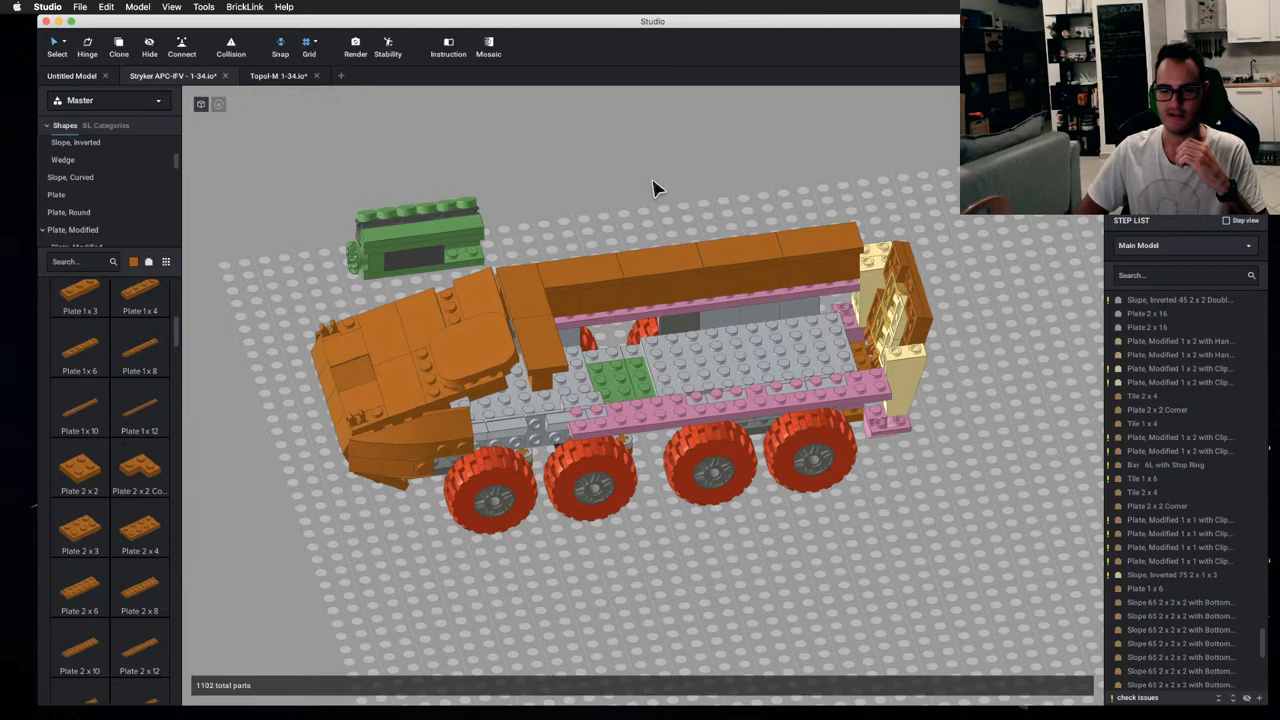 Studio File Edit Model View Tools BrickLink Help
Studio
Select Hinge Clone Hide Connect Collision Snap Grid Render Stability Instruction Mosaic
Untitled Model Stryker APC-IFV - 1-34.io* Topol-M 1-34.io*
Master
Shapes BL Categories
Slope, Inverted
Wedge
Slope, Curved
Plate
Plate, Round
Plate, Modified
Search...
Plate 1 x 3 Plate 1 x 4
Plate 1 x 6 Plate 1 x 8
Plate 1 x 10 Plate 1 x 12
Plate 2 x 2 Plate 2 x 2 Co...
Plate 2 x 3 Plate 2 x 4
Plate 2 x 6 Plate 2 x 8
Plate 2 x 10 Plate 2 x 12
1102 total parts
STEP LIST Step view
Main Model
Search...
Slope, Inverted 45 2 x 2 Doubl...
Plate 2 x 16
Plate 2 x 16
Plate, Modified 1 x 2 with Han...
Plate, Modified 1 x 2 with Han...
Plate, Modified 1 x 2 with Clip...
Plate, Modified 1 x 2 with Clip...
Tile 2 x 4
Plate 2 x 2 Corner
Tile 1 x 4
Plate, Modified 1 x 2 with Clip...
Plate, Modified 1 x 2 with Clip...
Bar 6L with Stop Ring
Tile 1 x 6
Tile 2 x 4
Plate 2 x 2 Corner
Plate, Modified 1 x 1 with Clip...
Plate, Modified 1 x 1 with Clip...
Plate, Modified 1 x 1 with Clip...
Plate, Modified 1 x 1 with Clip...
Slope, Inverted 75 2 x 1 x 3
Plate 1 x 6
Slope 65 2 x 2 x 2 with Bottom...
Slope 65 2 x 2 x 2 with Bottom...
Slope 65 2 x 2 x 2 with Bottom...
Slope 65 2 x 2 x 2 with Bottom...
Slope 65 2 x 2 x 2 with Bottom...
Slope 65 2 x 2 x 2 with Bottom...
Slope 65 2 x 2 x 2 with Bottom...
check issues